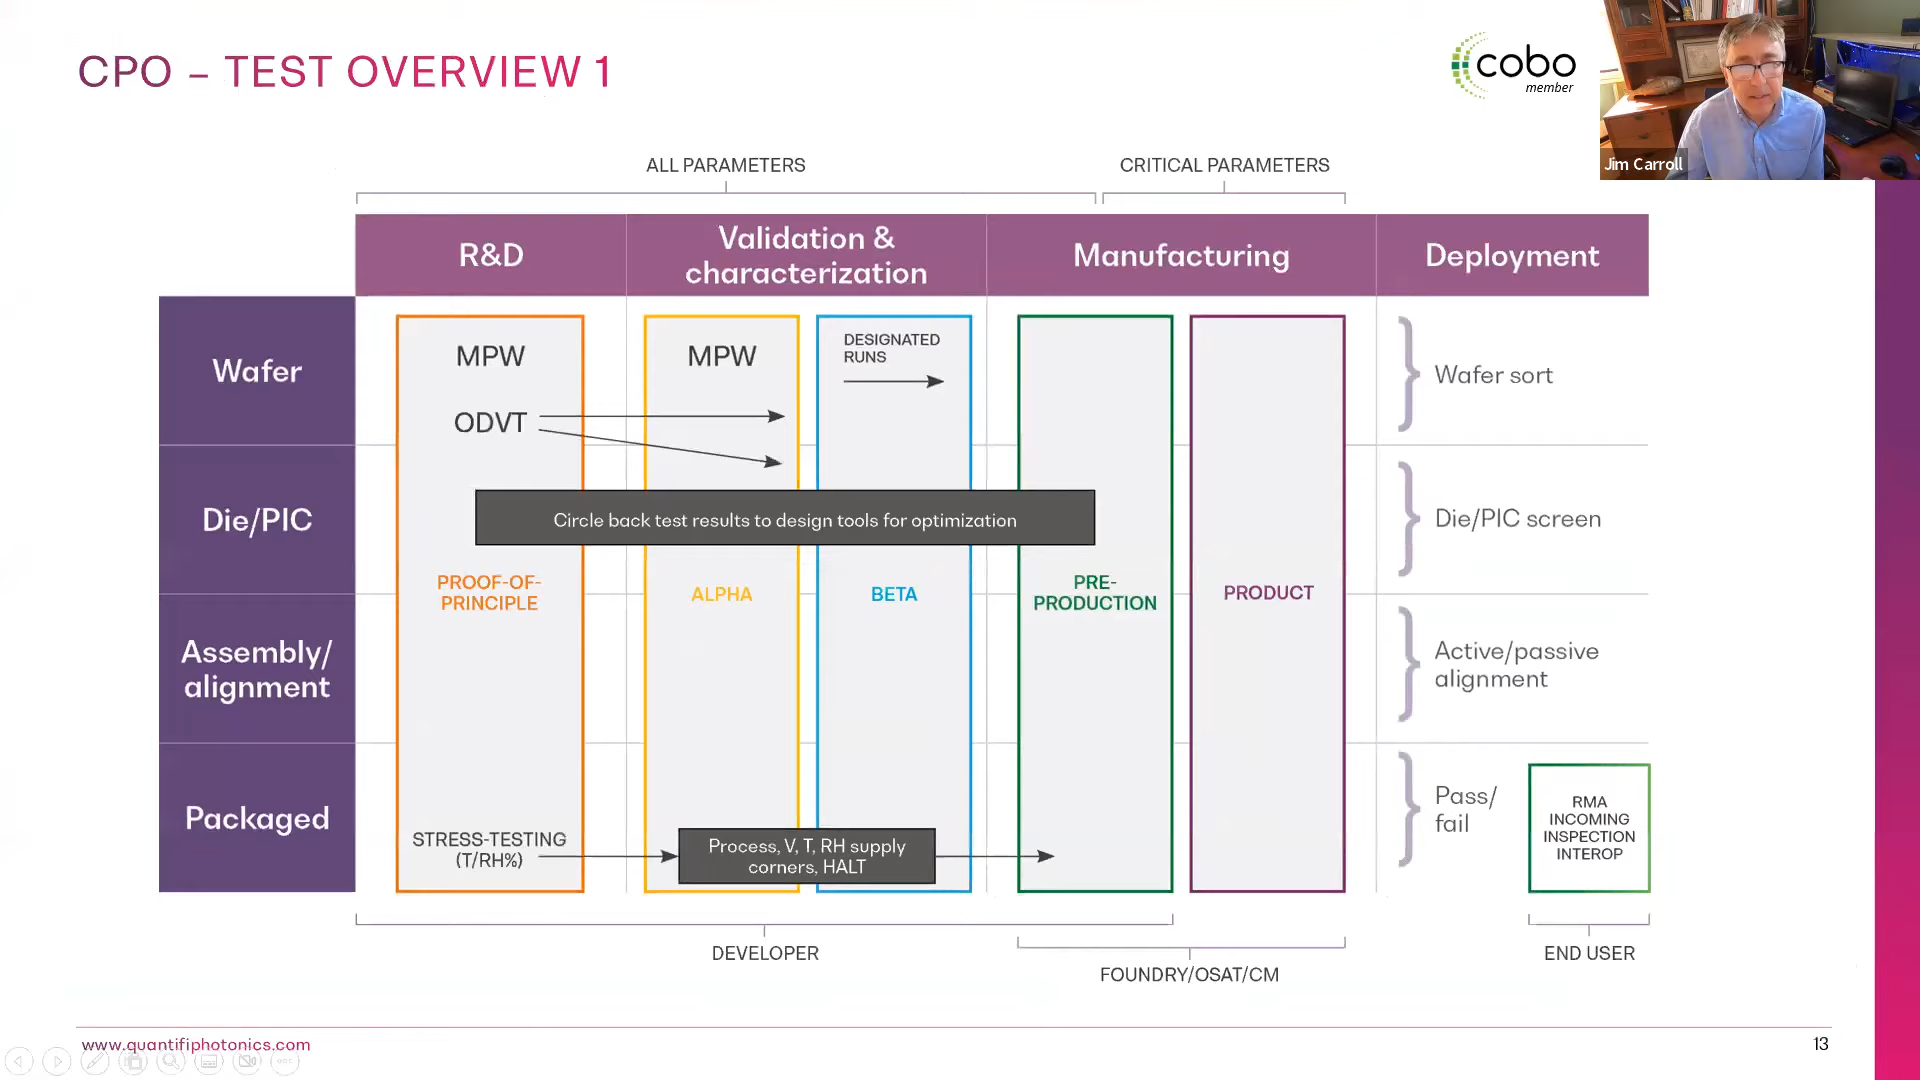 CPO – TEST OVERVIEW 1
cobo
member
Jim Carroll
ALL PARAMETERS
CRITICAL PARAMETERS
R&D
Validation &
characterization
Manufacturing
Deployment
Wafer
MPW
ODVT
MPW
DESIGNATED
RUNS
Wafer sort
Die/PIC
Circle back test results to design tools for optimization
Die/PIC screen
PROOF-OF-
PRINCIPLE
ALPHA
BETA
PRE-
PRODUCTION
PRODUCT
Assembly/
alignment
Active/passive
alignment
Packaged
STRESS-TESTING
(T/RH%)
Process, V, T, RH supply
corners, HALT
Pass/
fail
RMA
INCOMING
INSPECTION
INTEROP
DEVELOPER
FOUNDRY/OSAT/CM
END USER
www.quantifiphotonics.com
13